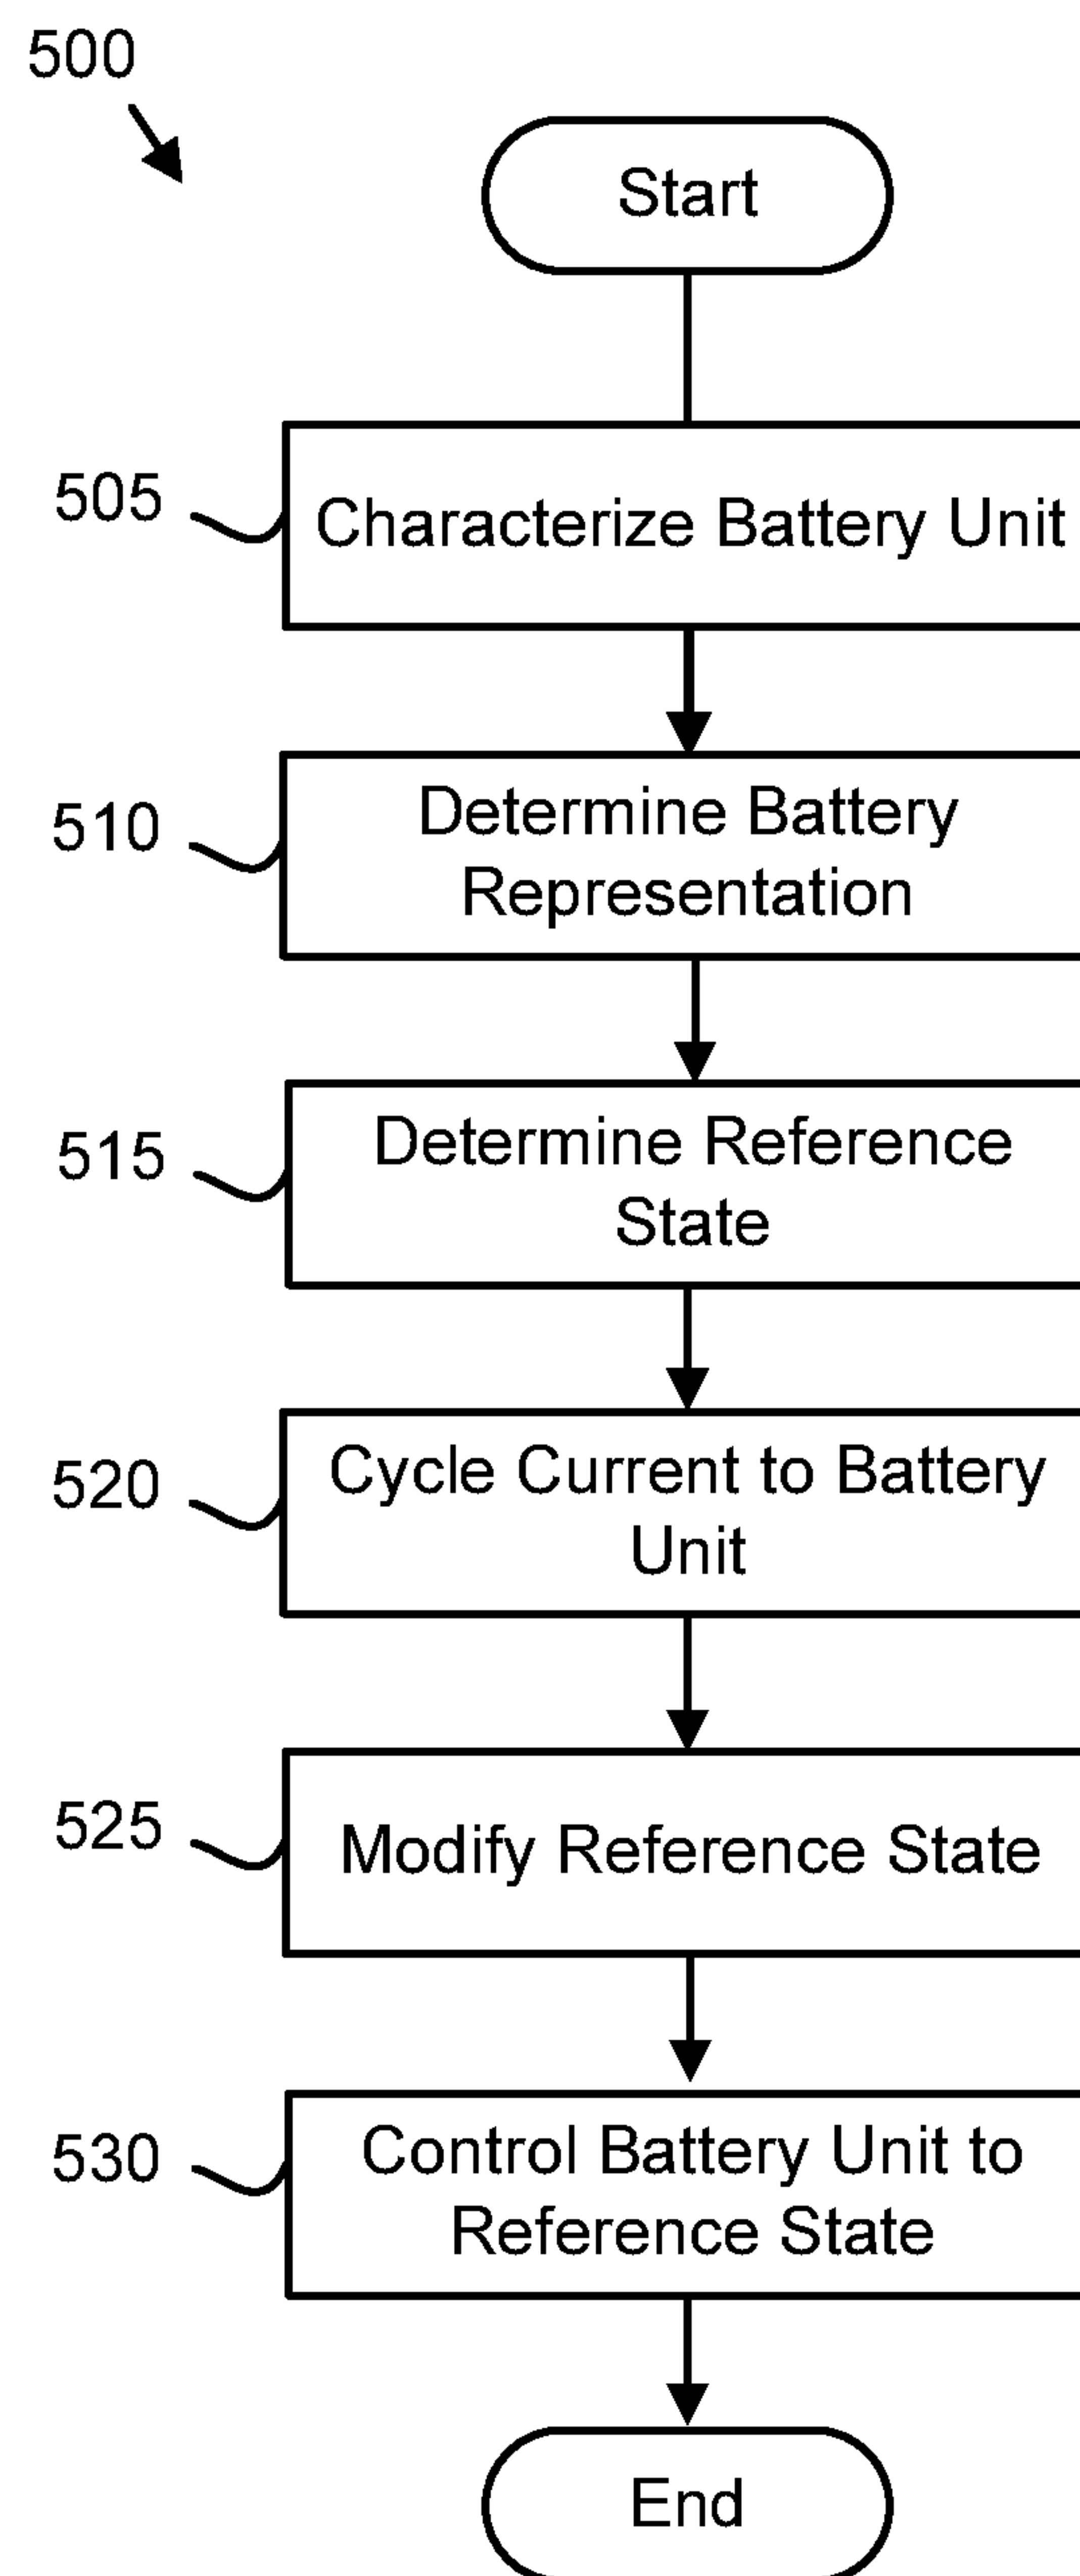 500
Start
505
Characterize Battery Unit
510
Determine Battery
Representation
515
Determine Reference
State
520
Cycle Current to Battery
Unit
525
Modify Reference State
530
Control Battery Unit to
Reference State
End